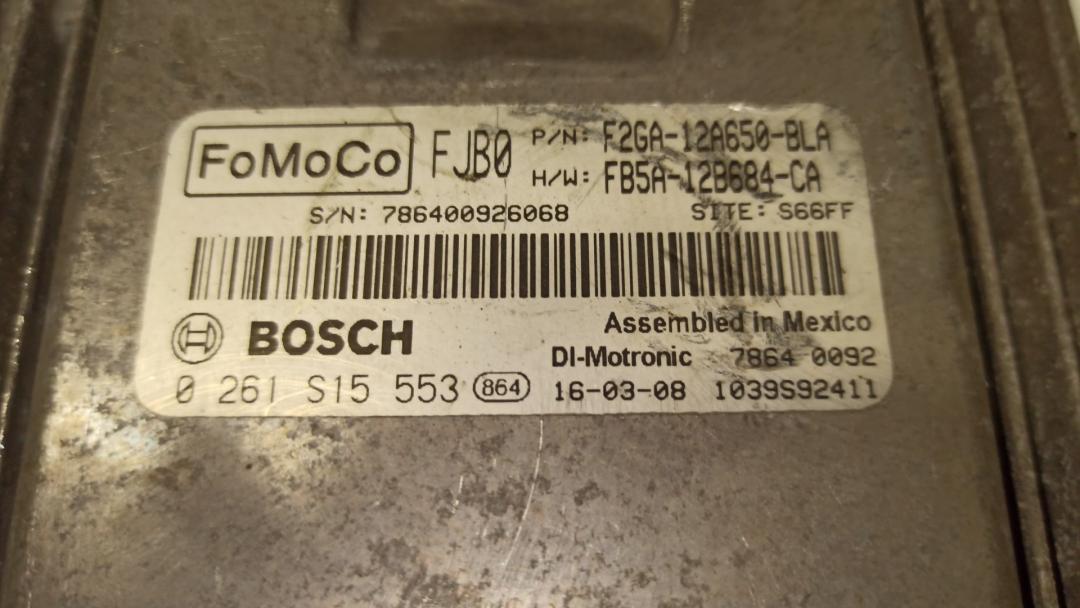 FoMoCo FJB0 P/N: F2GA-12A650-BLA
H/W: FB5A-12B684-CA
S/N: 786400926068 SITE: S66FF
BOSCH Assembled in Mexico
DI-Motronic 7864 0092
0 261 S15 553 864 16-03-08 1039S92411